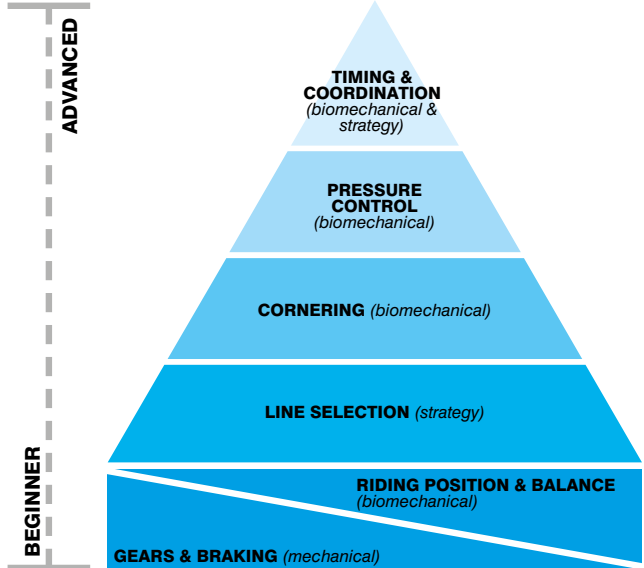 ADVANCED
TIMING &
COORDINATION
(biomechanical &
strategy)
PRESSURE
CONTROL
(biomechanical)
CORNERING (biomechanical)
LINE SELECTION (strategy)
BEGINNER
RIDING POSITION & BALANCE
(biomechanical)
GEARS & BRAKING (mechanical)